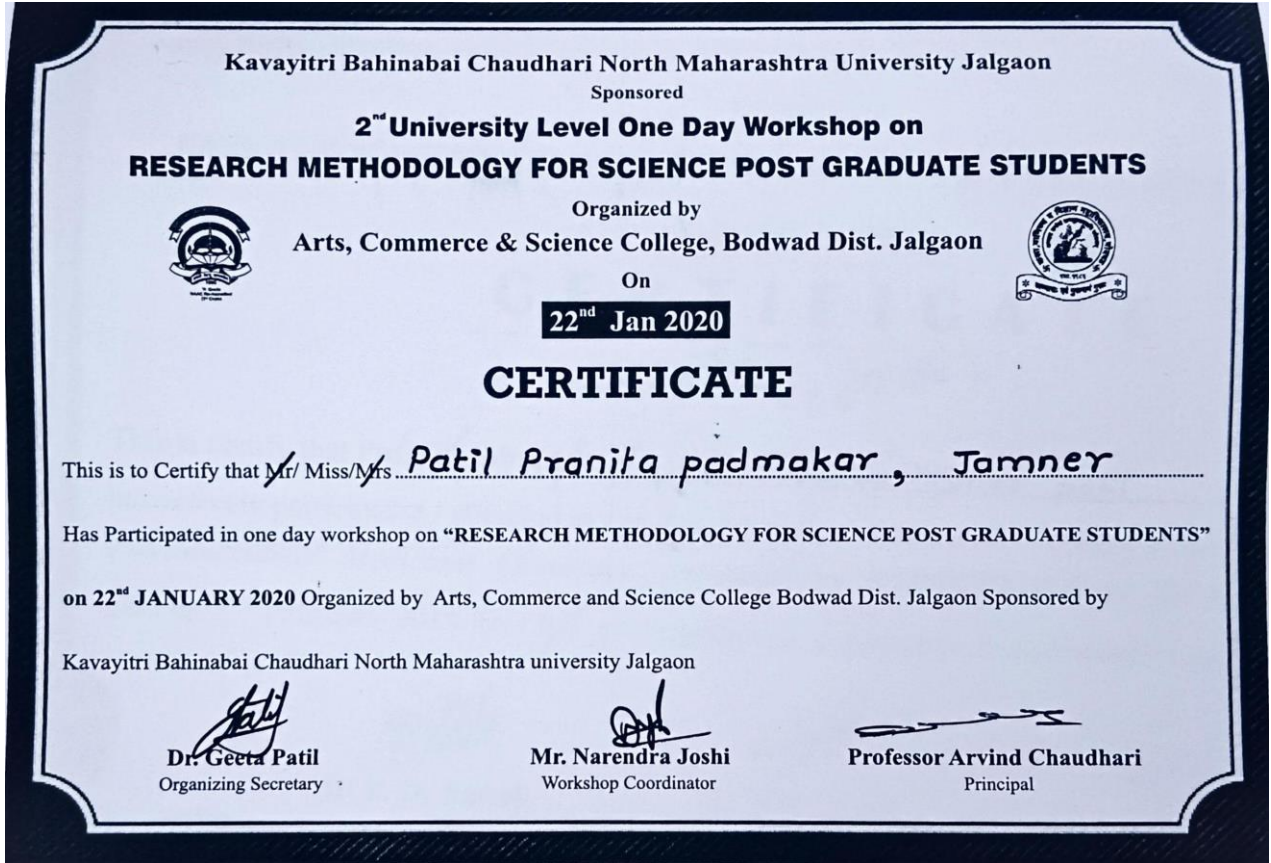 Kavayitri Bahinabai Chaudhari North Maharashtra University Jalgaon
Sponsored
2nd University Level One Day Workshop on
RESEARCH METHODOLOGY FOR SCIENCE POST GRADUATE STUDENTS
Organized by
Arts, Commerce & Science College, Bodwad Dist. Jalgaon
On
22nd Jan 2020
CERTIFICATE
This is to Certify that Mr/ Miss/Mrs Patil Pranita padmakar, Jamner
Has Participated in one day workshop on “RESEARCH METHODOLOGY FOR SCIENCE POST GRADUATE STUDENTS”
on 22nd JANUARY 2020 Organized by Arts, Commerce and Science College Bodwad Dist. Jalgaon Sponsored by
Kavayitri Bahinabai Chaudhari North Maharashtra university Jalgaon
Dr. Geeta Patil
Mr. Narendra Joshi
Professor Arvind Chaudhari
Organizing Secretary
Workshop Coordinator
Principal